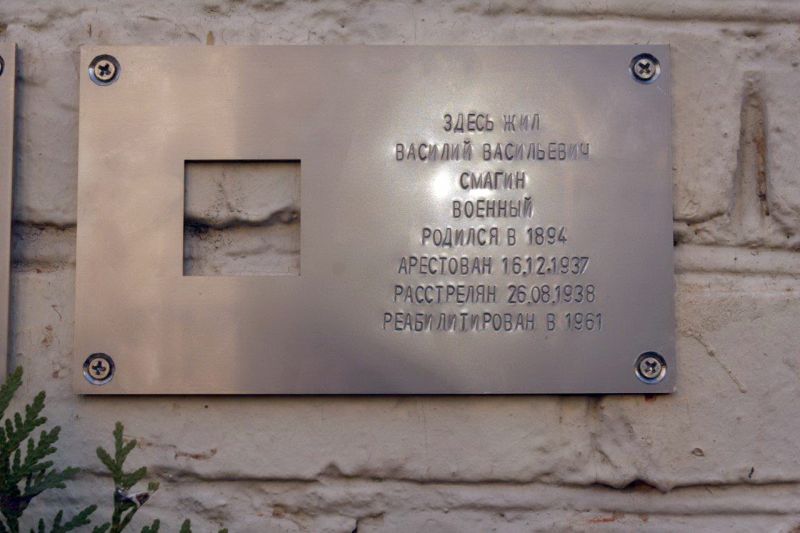 ЗДЕСЬ ЖИЛ
ВАСИЛИЙ ВАСИЛЬЕВИЧ
СМАГИН
ВОЕННЫЙ
РОДИЛСЯ В 1894
АРЕСТОВАН 16.12.1937
РАССТРЕЛЯН 26.08.1938
РЕАБИЛИТИРОВАН В 1961